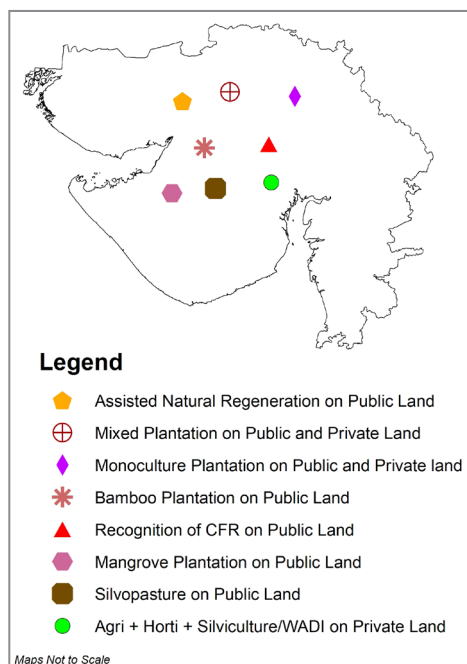 Legend
Assisted Natural Regeneration on Public Land
Mixed Plantation on Public and Private Land
Monoculture Plantation on Public and Private land
Bamboo Plantation on Public Land
Recognition of CFR on Public Land
Mangrove Plantation on Public Land
Silvopasture on Public Land
Agri + Horti + Silviculture/WADI on Private Land
Maps Not to Scale